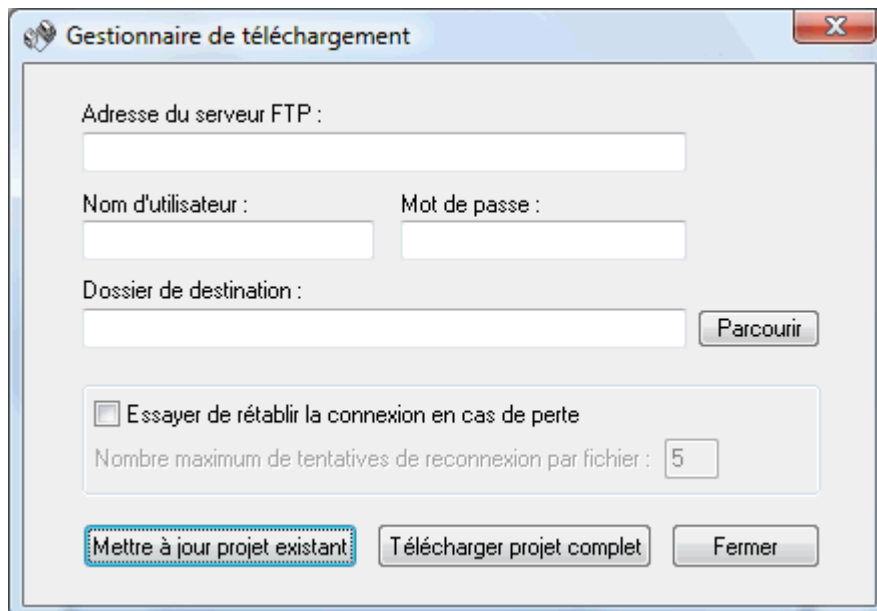 Gestionnaire de téléchargement
Adresse du serveur FTP :
Nom d'utilisateur : Mot de passe :
Dossier de destination :
Parcourir
Essayer de rétablir la connexion en cas de perte
Nombre maximum de tentatives de reconnexion par fichier : 5
Mettre à jour projet existant Télécharger projet complet Fermer